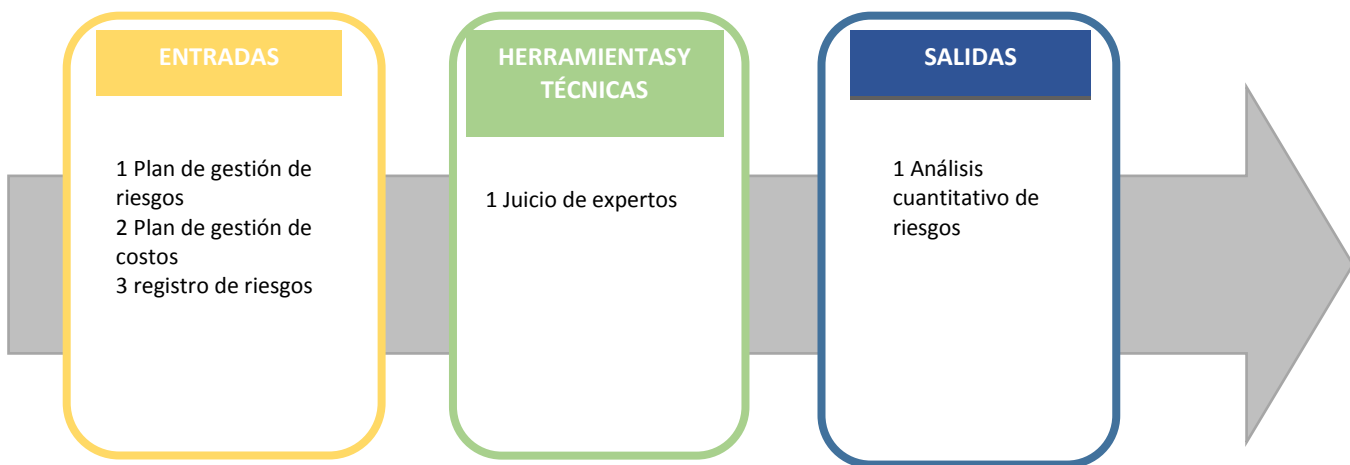 ENTRADAS
1 Plan de gestión de
riesgos
2 Plan de gestión de
costos
3 registro de riesgos
HERRAMIENTASY
TÉCNICAS
1 Juicio de expertos
SALIDAS
1 Análisis
cuantitativo de
riesgos